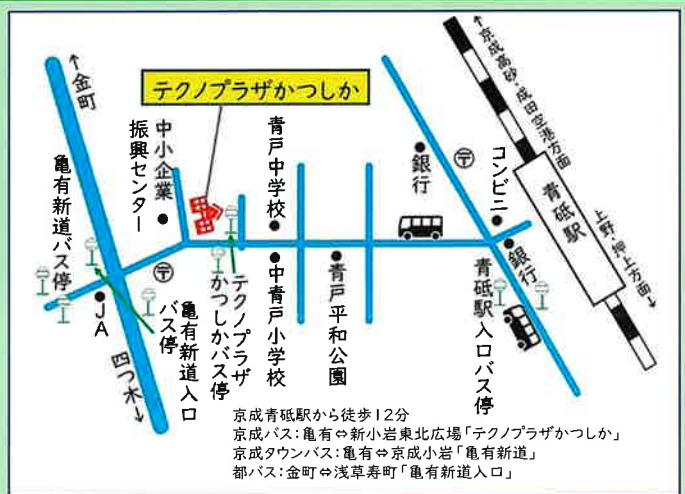 ↑金町
テクノプラザかつしか
中小企業
振興センター
亀有新道バス停
JA
〒
四つ木↓
亀有新道入口
バス停
テクノプラザ
かつしかバス停
青戸中学校
中青戸小学校
青戸平和公園
銀行
〒
コンビニ
銀行
青砥駅入口バス停
↑京成高砂・成田空港方面
青砥駅
上野・押上方面↓
京成青砥駅から徒歩12分
京成バス:亀有⇔新小岩東北広場「テクノプラザかつしか」
京成タウンバス:亀有⇔京成小岩「亀有新道」
都バス:金町⇔浅草寿町「亀有新道入口」